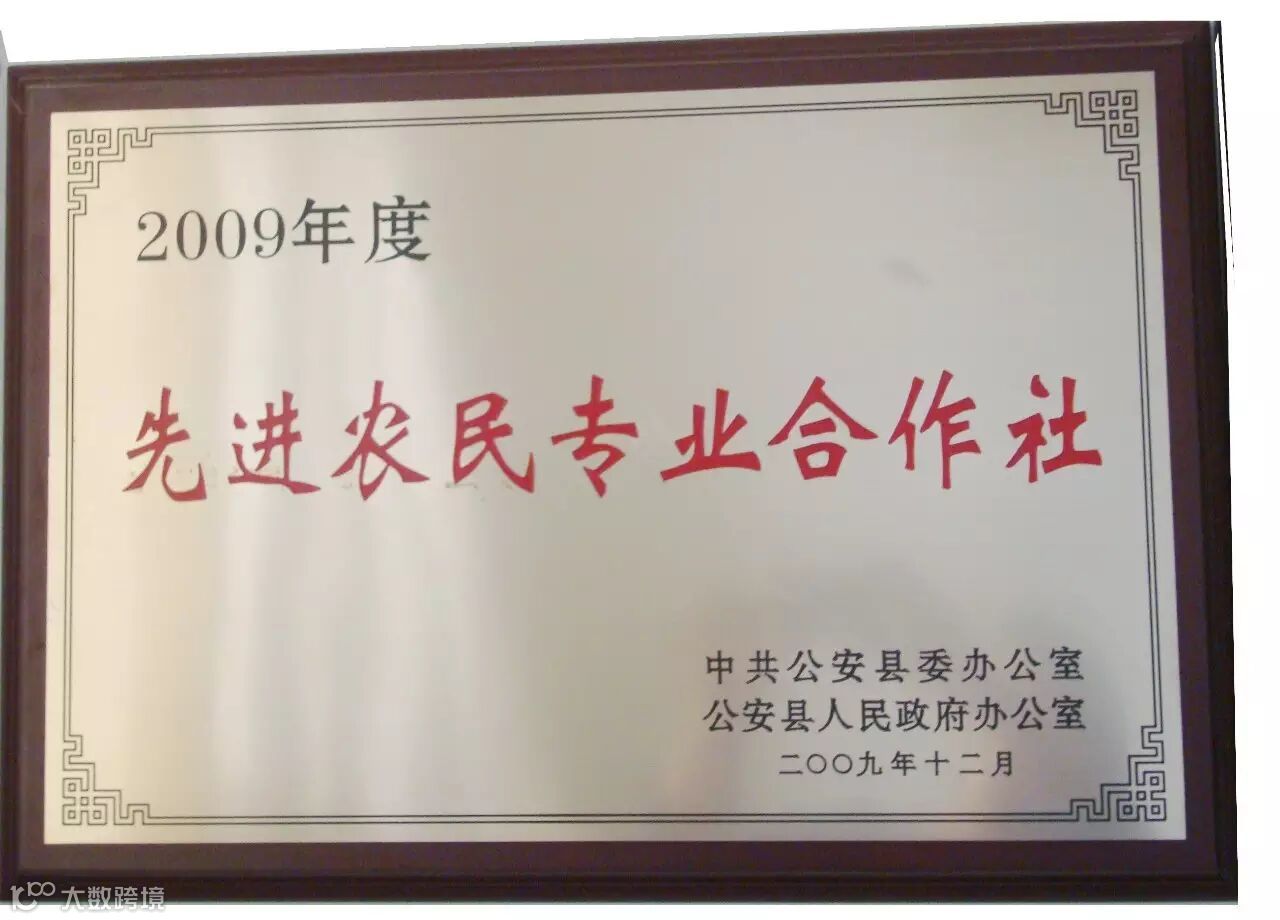 2009年度
先进农民专业合作社
中共公安县委办公室
公安县人民政府办公室
二〇〇九年十二月
大数跨境